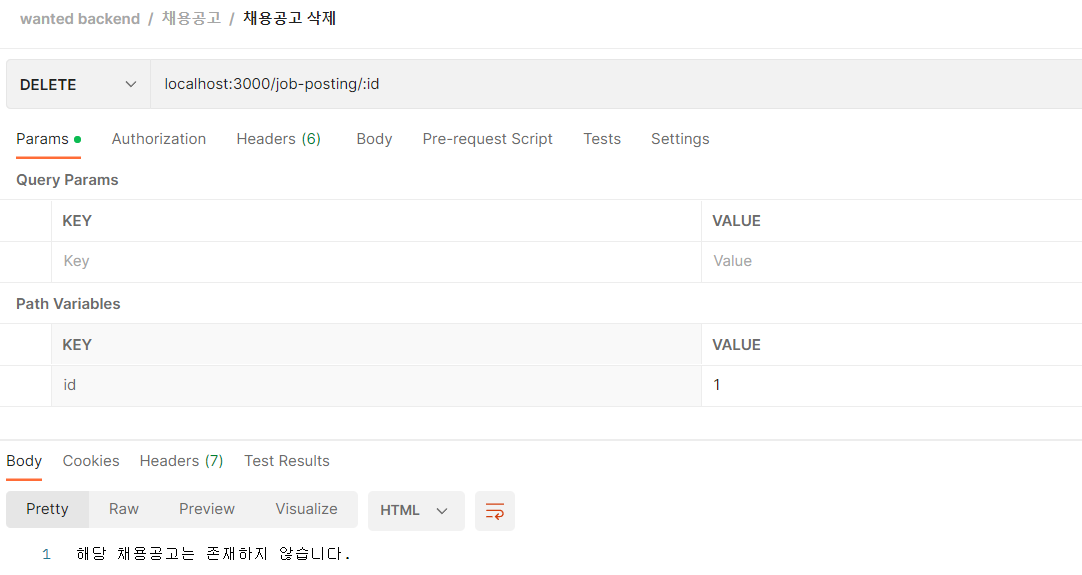 wanted backend / 채용공고 / 채용공고 삭제
DELETE localhost:3000/job-posting/:id
Params Authorization Headers (6) Body Pre-request Script Tests Settings
Query Params
KEY VALUE
Key Value
Path Variables
KEY VALUE
id 1
Body Cookies Headers (7) Test Results
Pretty Raw Preview Visualize HTML
1 해당 채용공고는 존재하지 않습니다.